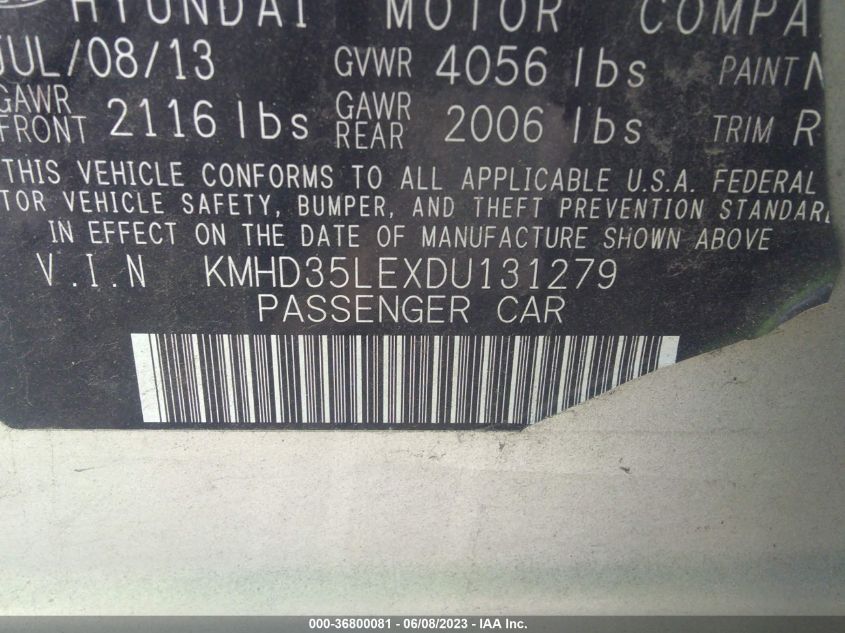 HYUNDAI MOTOR COMPA
JUL/08/13 GVWR 4056 lbs PAINT N
GAWR FRONT 2116 lbs GAWR REAR 2006 lbs TRIM R
THIS VEHICLE CONFORMS TO ALL APPLICABLE U.S.A. FEDERAL
TOR VEHICLE SAFETY, BUMPER, AND THEFT PREVENTION STANDARD
IN EFFECT ON THE DATE OF MANUFACTURE SHOWN ABOVE
V.I.N KMHD35LEXDU131279
PASSENGER CAR
000-36800081 - 06/08/2023 - IAA Inc.